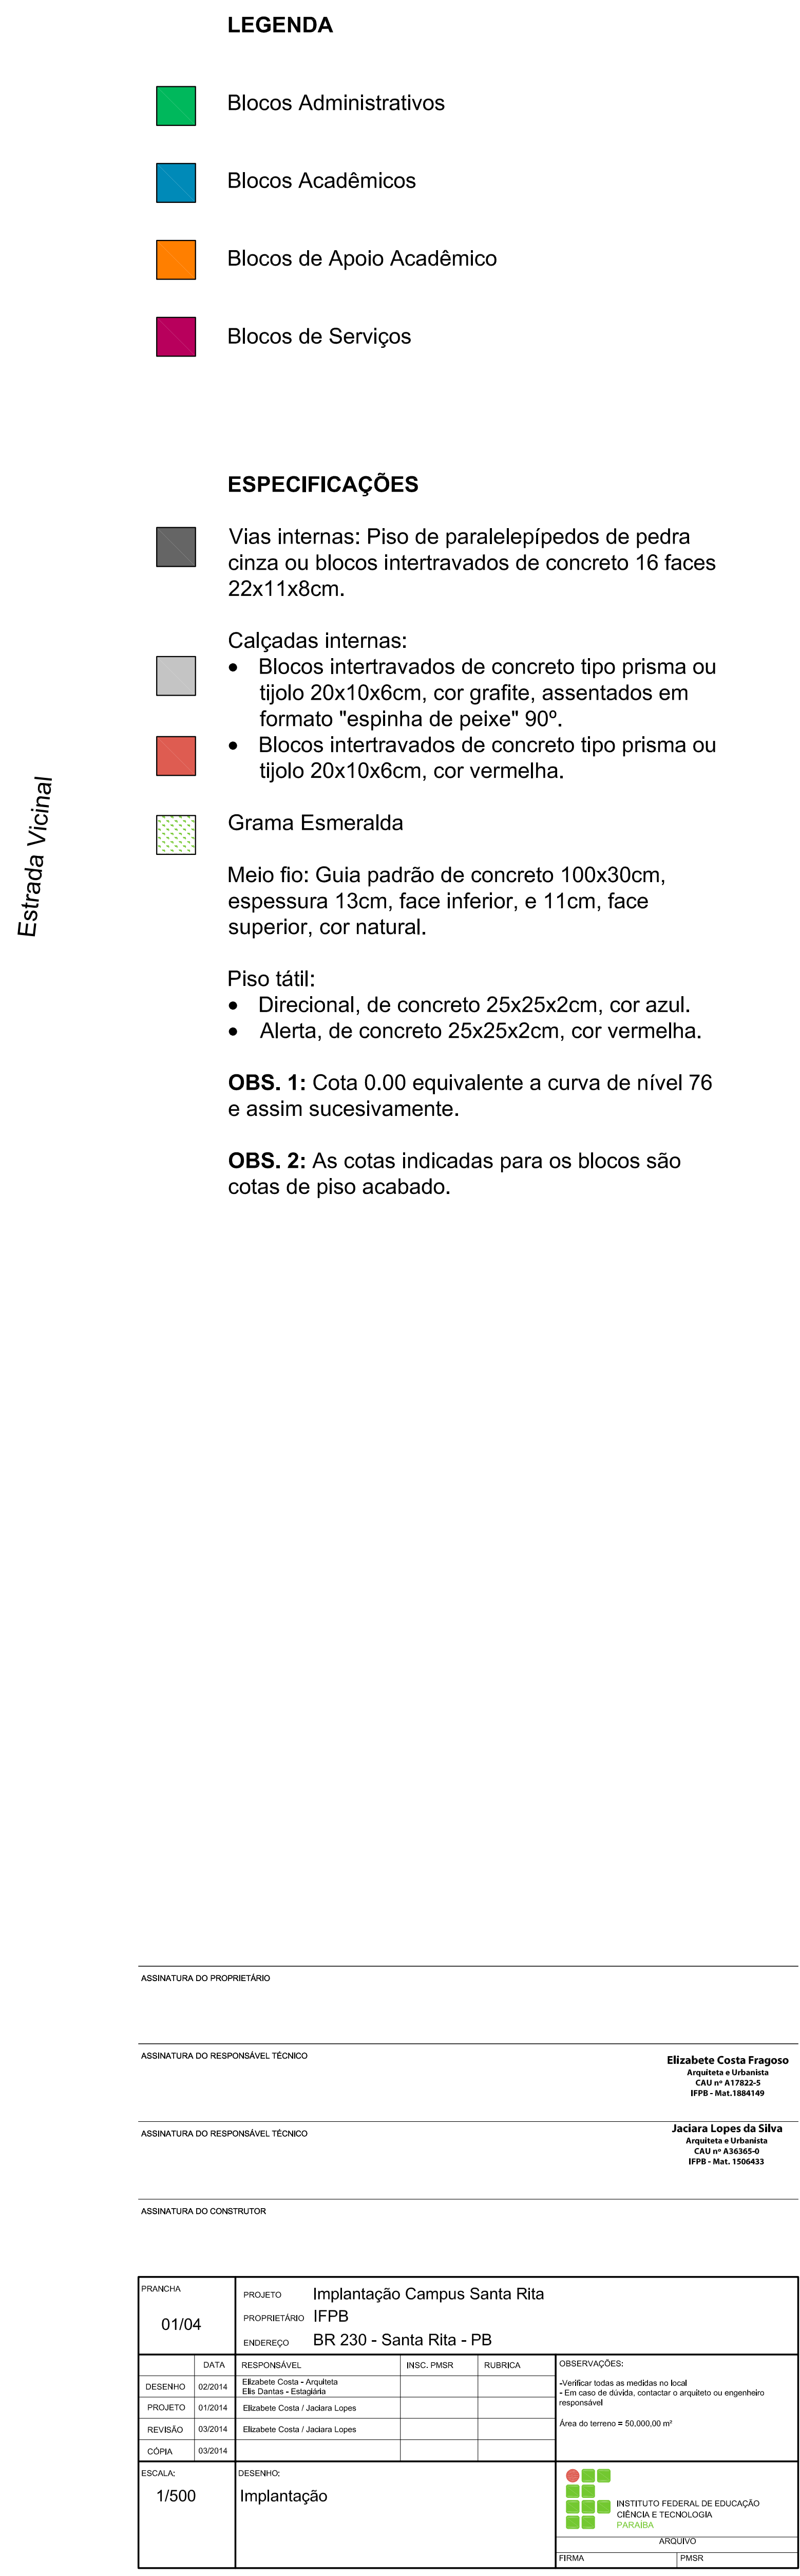 LEGENDA
Blocos Administrativos
Blocos Acadêmicos
Blocos de Apoio Acadêmico
Blocos de Serviços
ESPECIFICAÇÕES
Vias internas: Piso de paralelepípedos de pedra
cinza ou blocos intertravados de concreto 16 faces
22x11x8cm.
Calçadas internas:
• Blocos intertravados de concreto tipo prisma ou
tijolo 20x10x6cm, cor grafite, assentados em
formato "espinha de peixe" 90º.
• Blocos intertravados de concreto tipo prisma ou
tijolo 20x10x6cm, cor vermelha.
Estrada Vicinal
Grama Esmeralda
Meio fio: Guia padrão de concreto 100x30cm,
espessura 13cm, face inferior, e 11cm, face
superior, cor natural.
Piso tátil:
• Direcional, de concreto 25x25x2cm, cor azul.
• Alerta, de concreto 25x25x2cm, cor vermelha.
OBS. 1: Cota 0.00 equivalente a curva de nível 76
e assim sucesivamente.
OBS. 2: As cotas indicadas para os blocos são
cotas de piso acabado.
ASSINATURA DO PROPRIETÁRIO
ASSINATURA DO RESPONSÁVEL TÉCNICO
Elizabete Costa Fragoso
Arquiteta e Urbanista
CAU nº A17822-5
IFPB - Mat.1884149
ASSINATURA DO RESPONSÁVEL TÉCNICO
Jaciara Lopes da Silva
Arquiteta e Urbanista
CAU nº A36365-0
IFPB - Mat. 1506433
ASSINATURA DO CONSTRUTOR
PRANCHA
01/04
PROJETO Implantação Campus Santa Rita
PROPRIETÁRIO IFPB
ENDEREÇO BR 230 - Santa Rita - PB
DATA RESPONSÁVEL INSC. PMSR RUBRICA
DESENHO 02/2014 Elizabete Costa - Arquiteta
Elis Dantas - Estagiária
PROJETO 01/2014 Elizabete Costa / Jaciara Lopes
REVISÃO 03/2014 Elizabete Costa / Jaciara Lopes
CÓPIA 03/2014
OBSERVAÇÕES:
-Verificar todas as medidas no local
- Em caso de dúvida, contactar o arquiteto ou engenheiro
responsável
Área do terreno = 50.000,00 m²
ESCALA:
1/500
DESENHO:
Implantação
INSTITUTO FEDERAL DE EDUCAÇÃO
CIÊNCIA E TECNOLOGIA
PARAÍBA
ARQUIVO
FIRMA PMSR